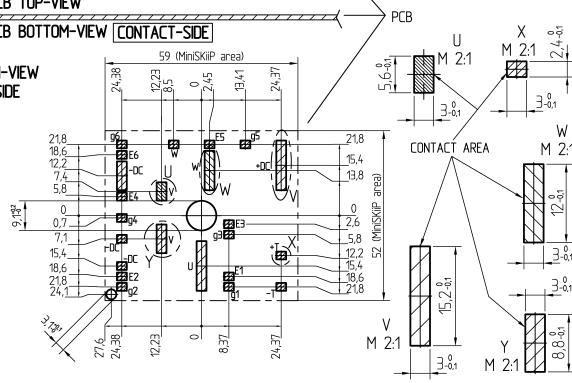 CB TOP-VIEW
CB BOTTOM-VIEW CONTACT-SIDE
PCB
-VIEW
SIDE
59 (MiniSKiiP area)
24,38 12,23 8,5 0 2,45 13,41 24,37
21,8
18,6
12,2
7,4
5,8
0
0,7
7,1
15,4
18,6
21,8
24,1
g6 W E5 g5
E6
-DC U W +DC
E4 W V
g4 E3
g3
-DC V +T X
-DC Y U
E2 E1
g2 g1 -T
21,8
15,4
13,8
0
2,6
5,8
12,2
15,4
18,6
21,8
52 (MiniSKiiP area)
27,6 24,38 12,23 0 8,37 24,37
U
M 2:1
5,6
3
X
M 2:1
2,4
3
CONTACT AREA
W
M 2:1
12
3
V
M 2:1
15,2
3
Y
M 2:1
8,8
3